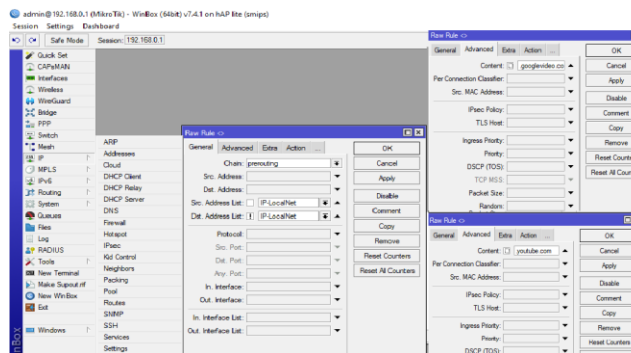 admin@192.168.0.1 (MikroTik) - WinBox (64bit) v7.4.1 on hAP lite (smips)
Session Settings Dashboard
Safe Mode Session: 192.168.0.1
Quick Set
CAPsMAN
Interfaces
Wireless
WireGuard
Bridge
PPP
Switch
Mesh
IP
MPLS
IPv6
Routing
System
Queues
Files
Log
RADIUS
Tools
New Terminal
Make Supout.rif
New WinBox
Exit
Windows
ARP
Addresses
Cloud
DHCP Client
DHCP Relay
DHCP Server
DNS
Firewall
Hotspot
IPsec
Kid Control
Neighbors
Packing
Pool
Routes
SNMP
SSH
Services
Settings
Raw Rule <>
General Advanced Extra Action ...
Chain: prerouting
Src. Address:
Dst. Address:
Src. Address List: IP-LocalNet
Dst. Address List: ! IP-LocalNet
Protocol:
Src. Port:
Dst. Port:
Any. Port:
In. Interface:
Out. Interface:
In. Interface List:
Out. Interface List:
OK
Cancel
Apply
Disable
Comment
Copy
Remove
Reset Counters
Reset All Counters
Raw Rule <>
General Advanced Extra Action ...
Content: googlevideo.co
Per Connection Classifier:
Src. MAC Address:
IPsec Policy:
TLS Host:
Ingress Priority:
Priority:
DSCP (TOS):
TCP MSS:
Packet Size:
Random:
OK
Cancel
Apply
Disable
Comment
Copy
Remove
Reset Counters
Reset All Coun
Raw Rule <>
General Advanced Extra Action ...
Content: youtube.com
Per Connection Classifier:
Src. MAC Address:
IPsec Policy:
TLS Host:
Ingress Priority:
Priority:
DSCP (TOS):
OK
Cancel
Apply
Disable
Comment
Copy
Remove
Reset Counters